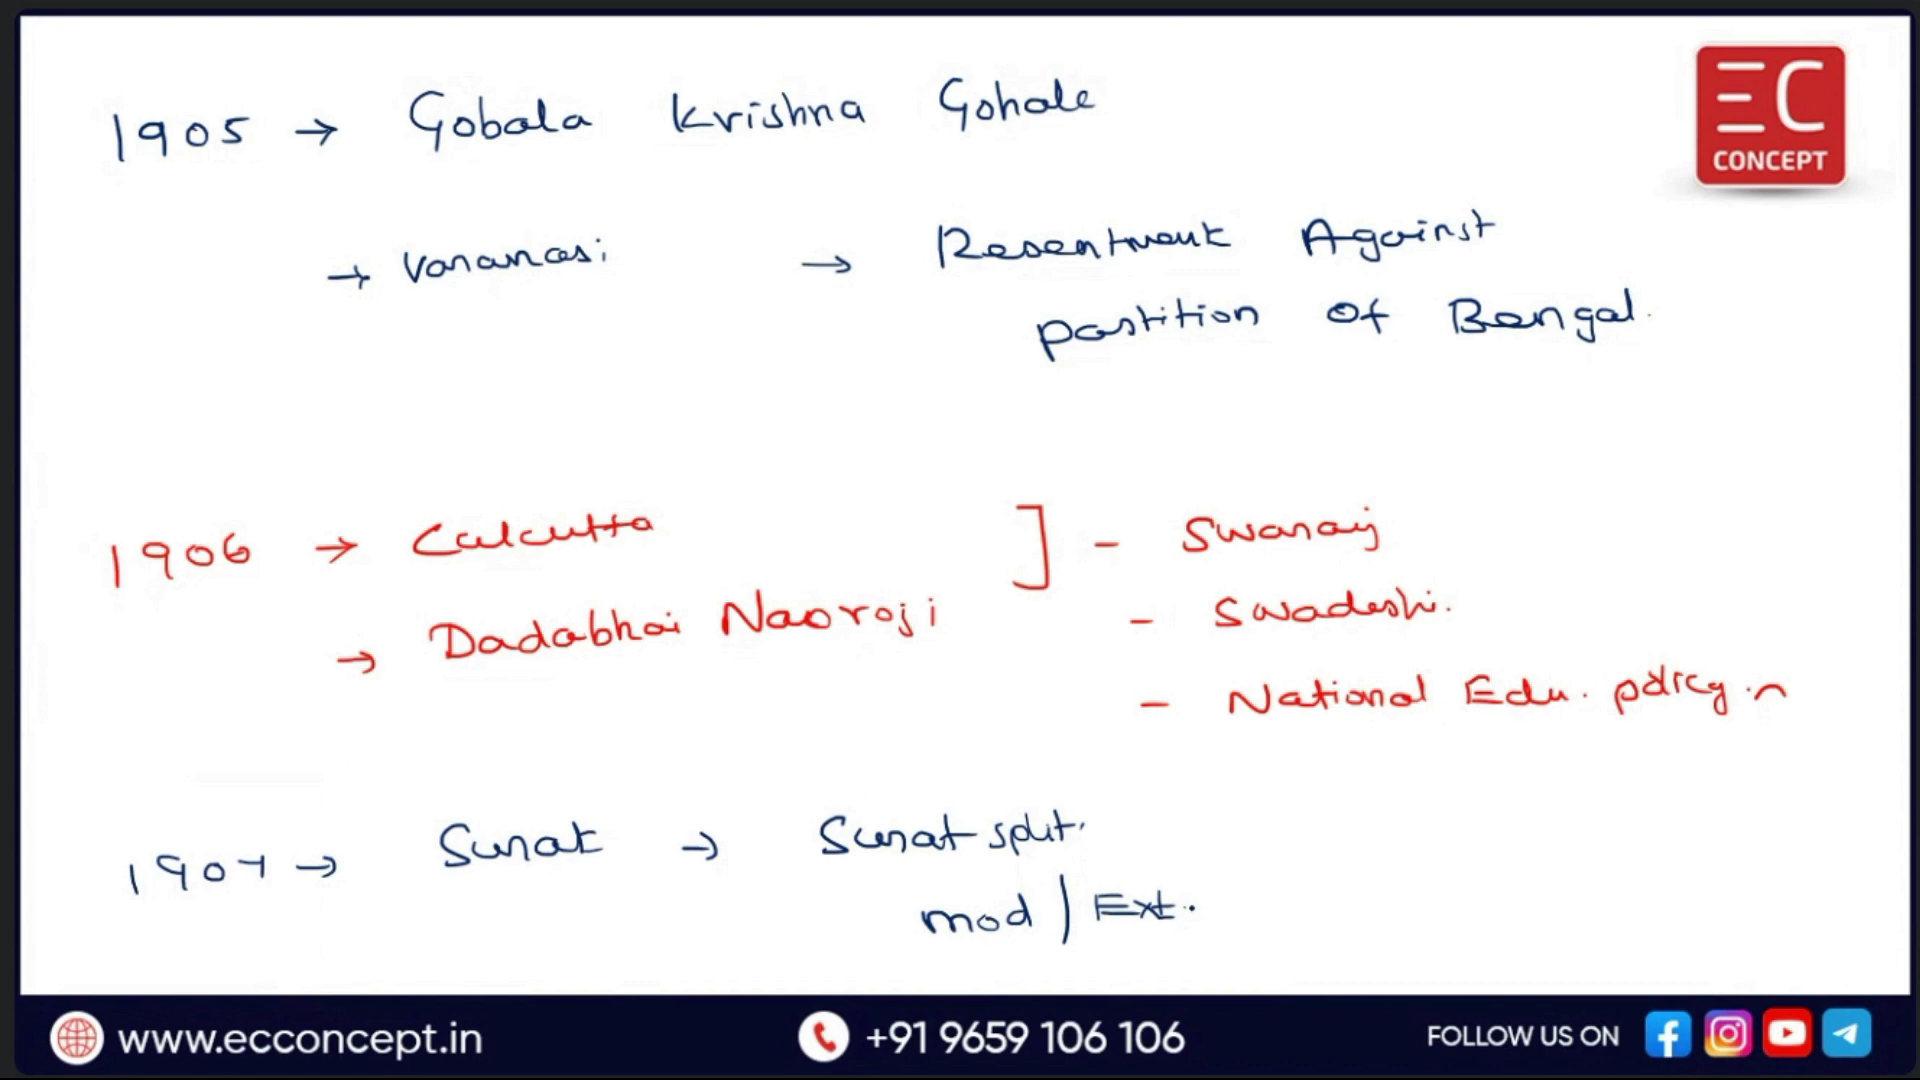 1905 → Gobala Krishna Gohale
→ Varanasi → Resentment Against
partition of Bengal.
1906 → Calcutta ] - Swaraj
→ Dadabhai Naoroji - Swadeshi.
- National Edu. policy.
1907 → Surat → Surat split.
mod / Ext.
EC
CONCEPT
www.ecconcept.in +91 9659 106 106 FOLLOW US ON